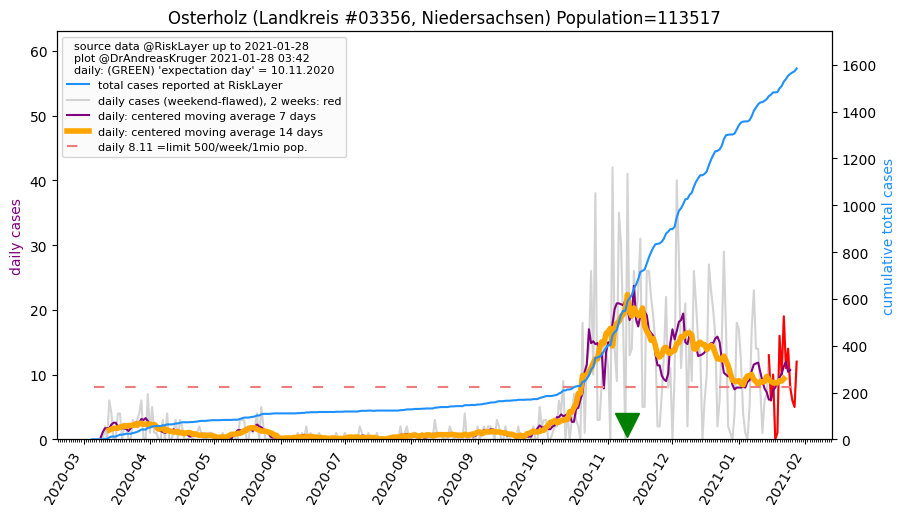 Osterholz (Landkreis #03356, Niedersachsen) Population=113517
source data @RiskLayer up to 2021-01-28
plot @DrAndreasKruger 2021-01-28 03:42
daily: (GREEN) 'expectation day' = 10.11.2020
total cases reported at RiskLayer
daily cases (weekend-flawed), 2 weeks: red
daily: centered moving average 7 days
daily: centered moving average 14 days
daily 8.11 =limit 500/week/1mio pop.
daily cases
60
50
40
30
20
10
0
cumulative total cases
1600
1400
1200
1000
800
600
400
200
0
2020-03
2020-04
2020-05
2020-06
2020-07
2020-08
2020-09
2020-10
2020-11
2020-12
2021-01
2021-02